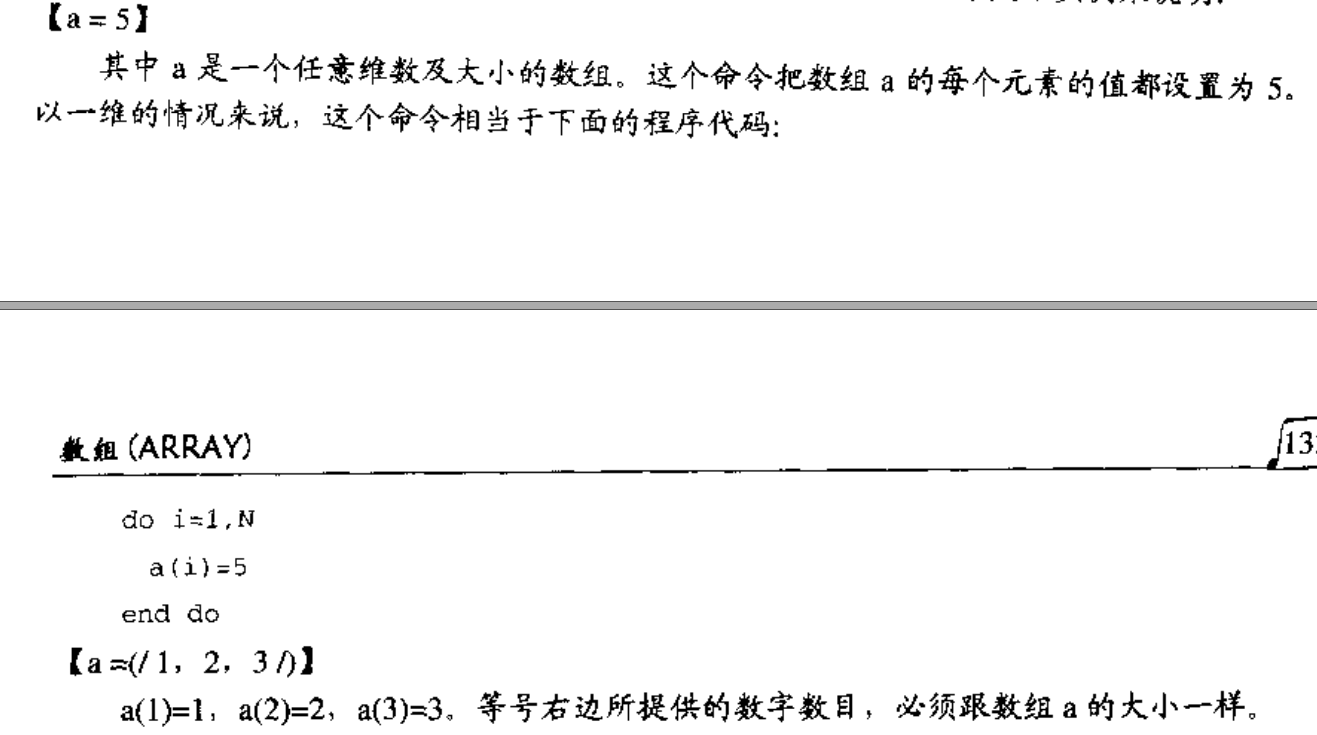 【a = 5】
其中 a 是一个任意维数及大小的数组。这个命令把数组 a 的每个元素的值都设置为 5。
以一维的情况来说，这个命令相当于下面的程序代码:
数组 (ARRAY)
do i=1,N
a(i)=5
end do
【a =(/ 1，2，3 /)】
a(1)=1，a(2)=2，a(3)=3。等号右边所提供的数字数目，必须跟数组 a 的大小一样。